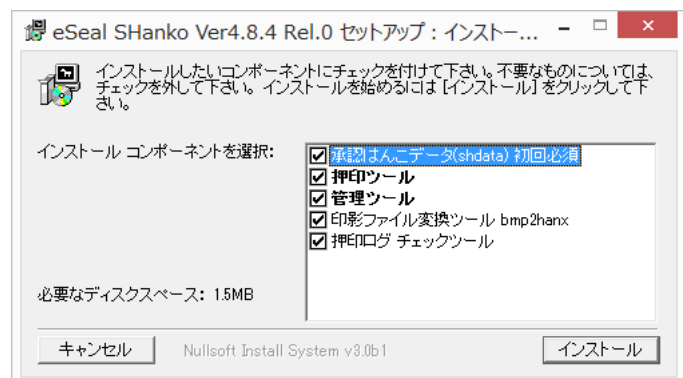 eSeal SHanko Ver4.8.4 Rel.0 セットアップ : インストー...
インストールしたいコンポーネントにチェックを付けて下さい。不要なものについては、
チェックを外して下さい。インストールを始めるには [インストール] をクリックして下
さい。
インストール コンポーネントを選択:
承認はんこデータ(shdata) 初回必須
押印ツール
管理ツール
印影ファイル変換ツール bmp2hanx
押印ログ チェックツール
必要なディスクスペース: 1.5MB
キャンセル
Nullsoft Install System v3.0b1
インストール